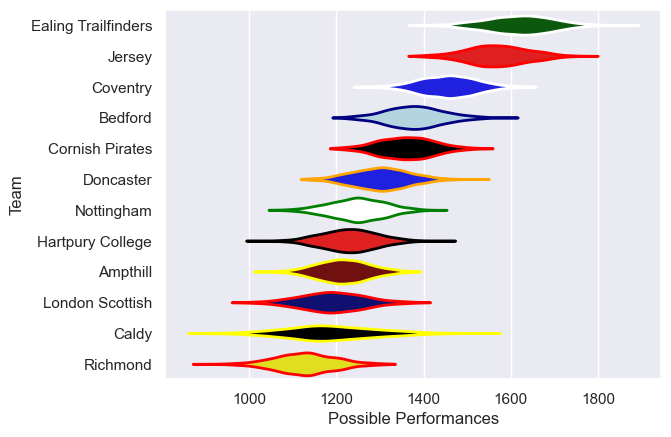 Ealing Trailfinders
Jersey
Coventry
Bedford
Cornish Pirates
Doncaster
Nottingham
Hartpury College
Ampthill
London Scottish
Caldy
Richmond
Team
1000 1200 1400 1600 1800
Possible Performances